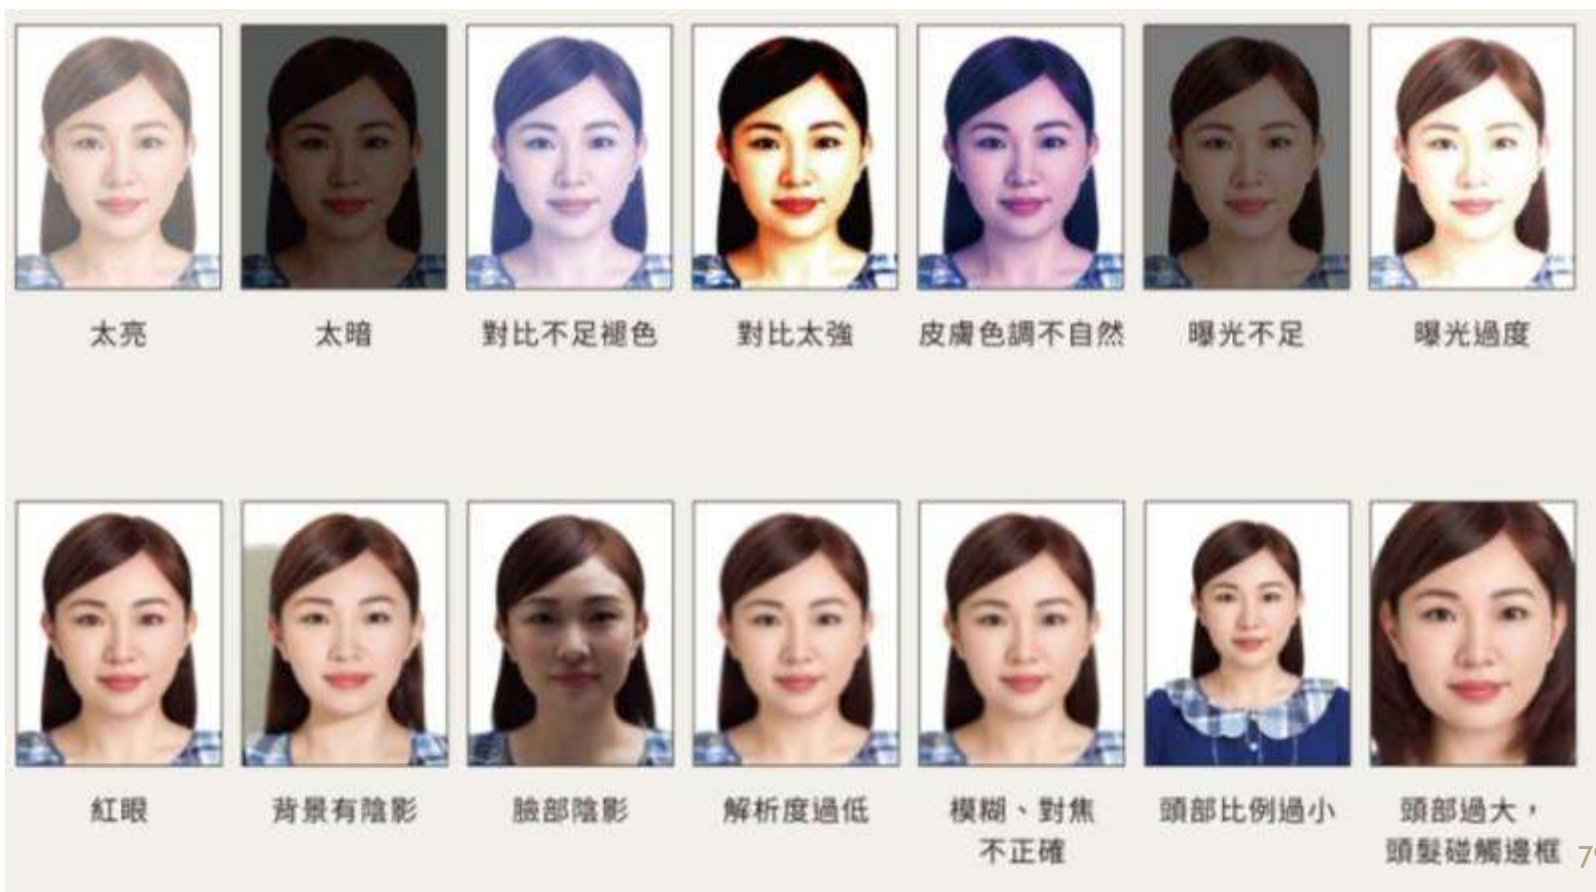 太亮
太暗
對比不足褪色
對比太強
皮膚色調不自然
曝光不足
曝光過度
紅眼
背景有陰影
臉部陰影
解析度過低
模糊、對焦
不正確
頭部比例過小
頭部過大，
頭髮碰觸邊框